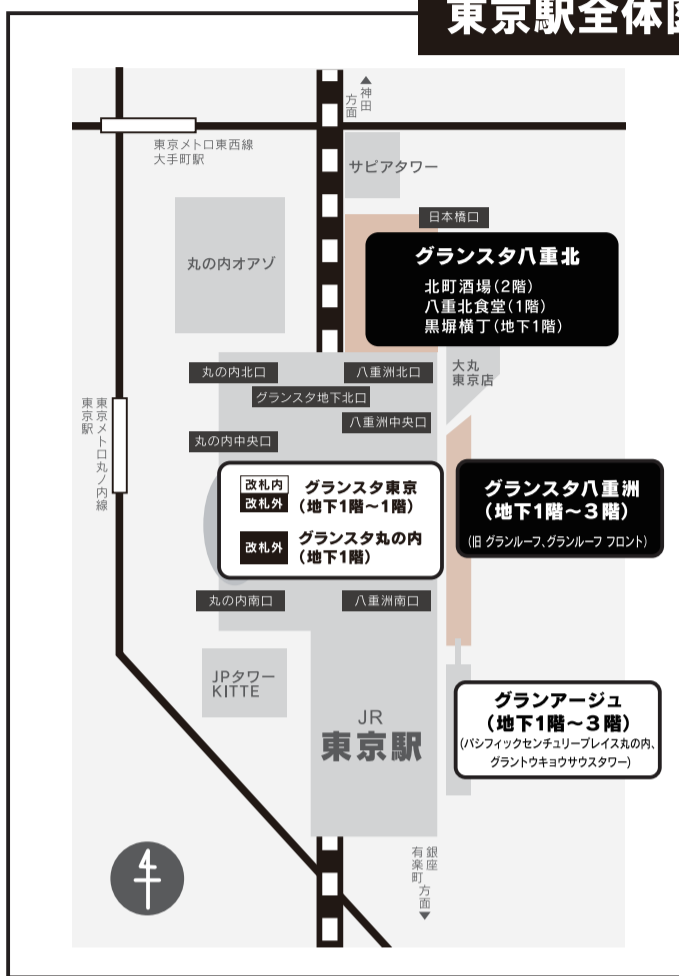 東京駅全体図
▲神田
方面
東京メトロ東西線
大手町駅
サピアタワー
日本橋口
丸の内オアゾ
グランスタ八重北
北町酒場(2階)
八重北食堂(1階)
黒塀横丁(地下1階)
丸の内北口
八重洲北口
大丸
東京店
グランスタ地下北口
八重洲中央口
丸の内中央口
東京メトロ丸ノ内線
東京駅
改札内
改札外
グランスタ東京
(地下1階〜1階)
改札外
グランスタ丸の内
(地下1階)
グランスタ八重洲
(地下1階〜3階)
(旧 グランルーフ、グランルーフ フロント)
丸の内南口
八重洲南口
JPタワー
KITTE
JR
東京駅
グランアージュ
(地下1階〜3階)
(パシフィックセンチュリープレイス丸の内、
グラントウキョウサウスタワー)
銀座
有楽町
方面▼